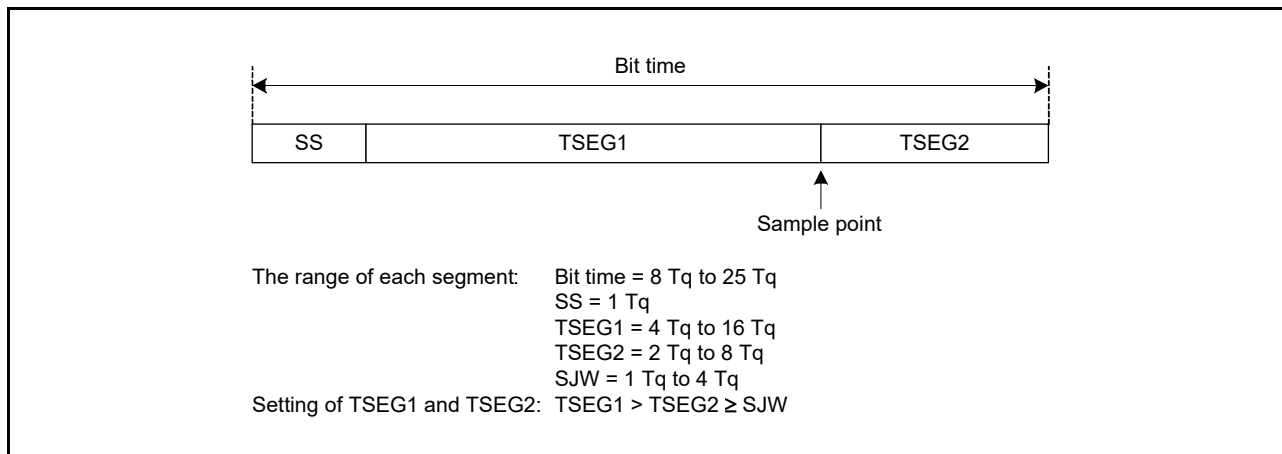 Bit time
SS
TSEG1
TSEG2
Sample point
The range of each segment: Bit time = 8 Tq to 25 Tq
SS = 1 Tq
TSEG1 = 4 Tq to 16 Tq
TSEG2 = 2 Tq to 8 Tq
SJW = 1 Tq to 4 Tq
Setting of TSEG1 and TSEG2: TSEG1 > TSEG2 ≥ SJW